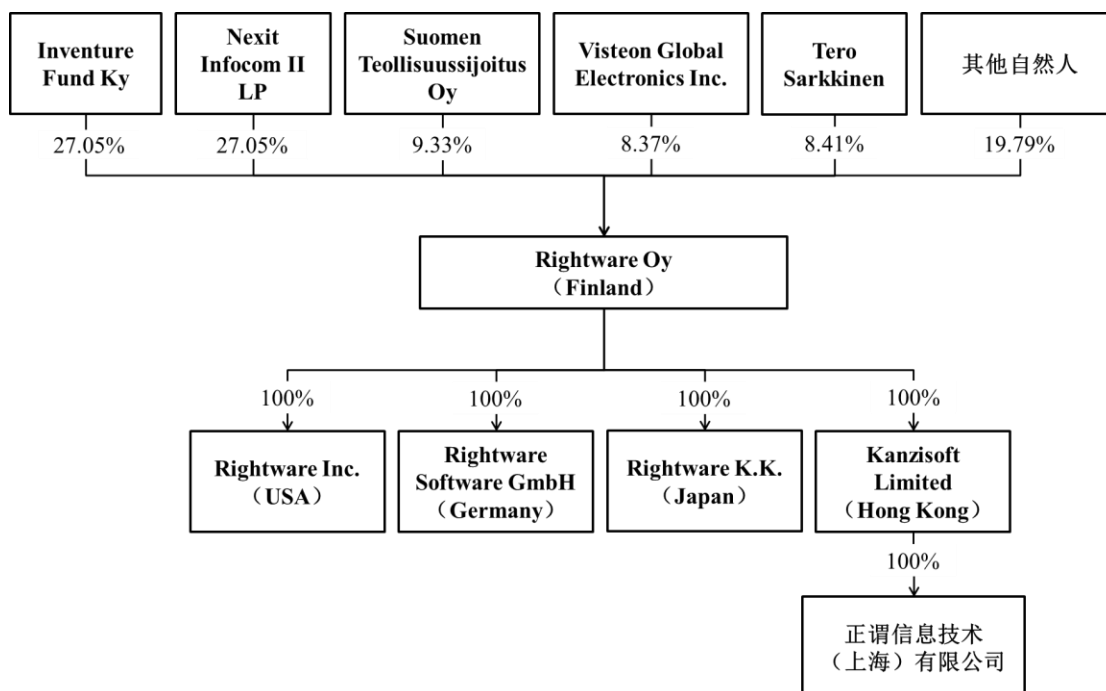 Inventure
Fund Ky
Nexit
Infocom II
LP
Suomen
Teollisuussijoitus
Oy
Visteon Global
Electronics Inc.
Tero
Sarkkinen
其他自然人
27.05%
27.05%
9.33%
8.37%
8.41%
19.79%
Rightware Oy
（Finland）
100%
100%
100%
100%
Rightware Inc.
（USA）
Rightware
Software GmbH
（Germany）
Rightware K.K.
（Japan）
Kanzisoft
Limited
（Hong Kong）
100%
正谓信息技术
（上海）有限公司